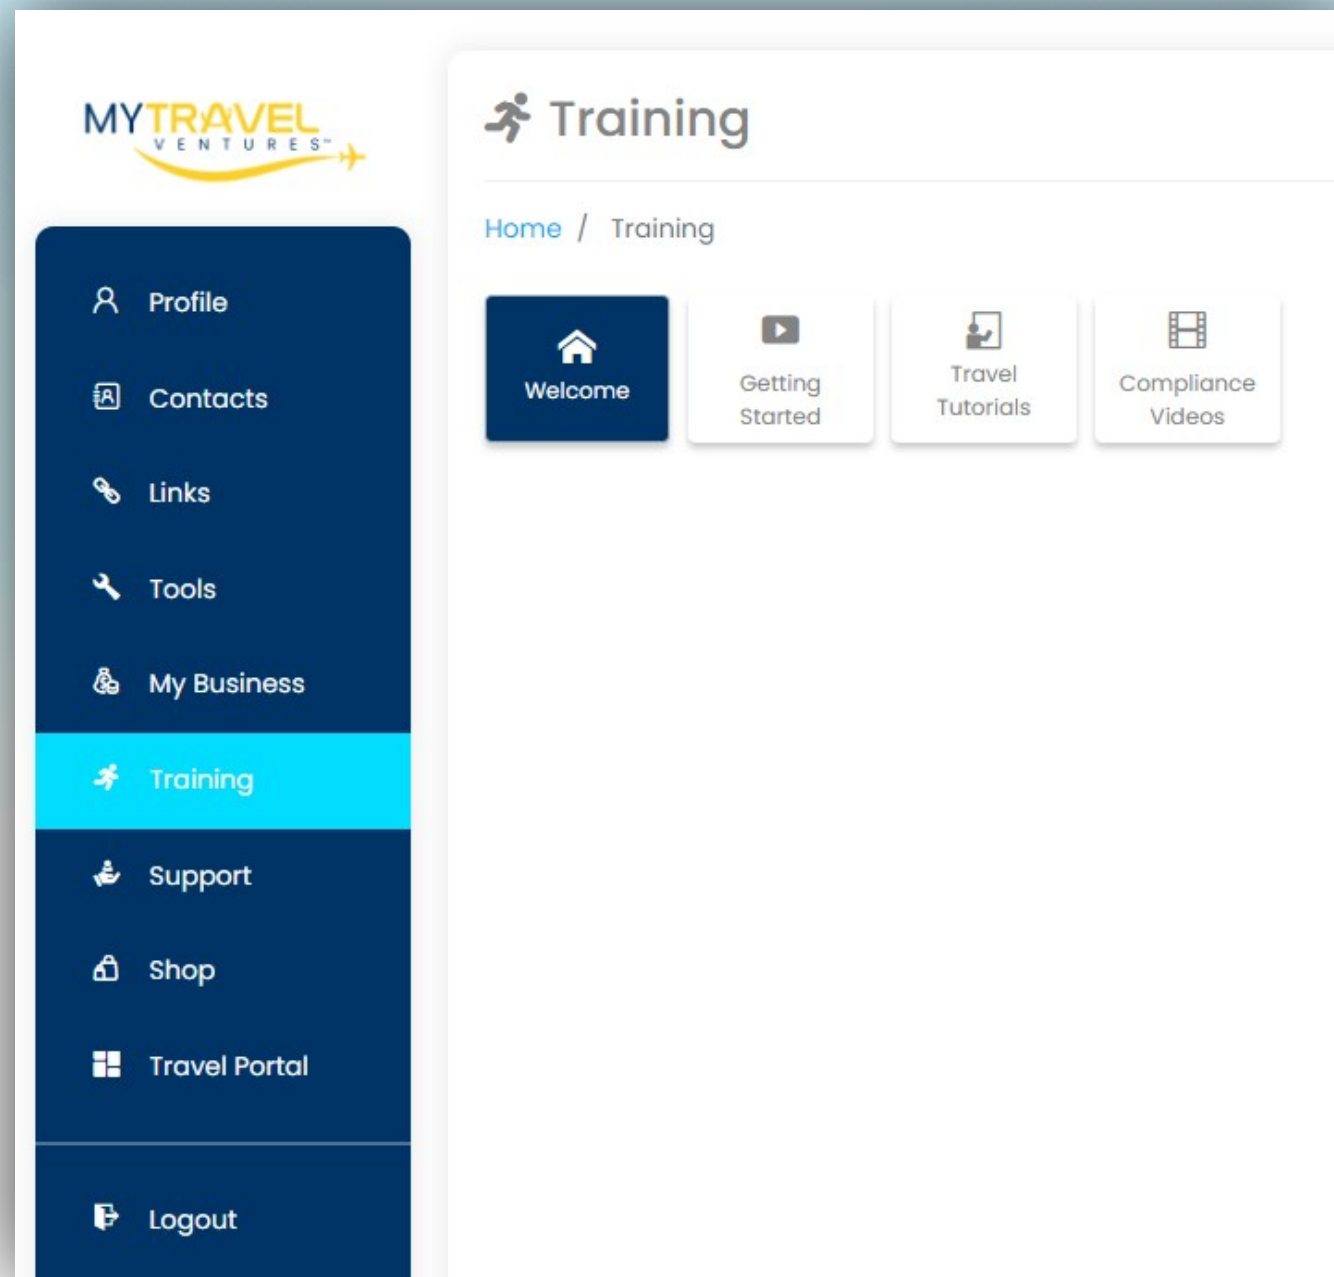 MYTRAVEL
VENTURES™
Training
Home / Training
Profile
Contacts
Links
Tools
My Business
Training
Support
Shop
Travel Portal
Logout
Welcome
Getting
Started
Travel
Tutorials
Compliance
Videos